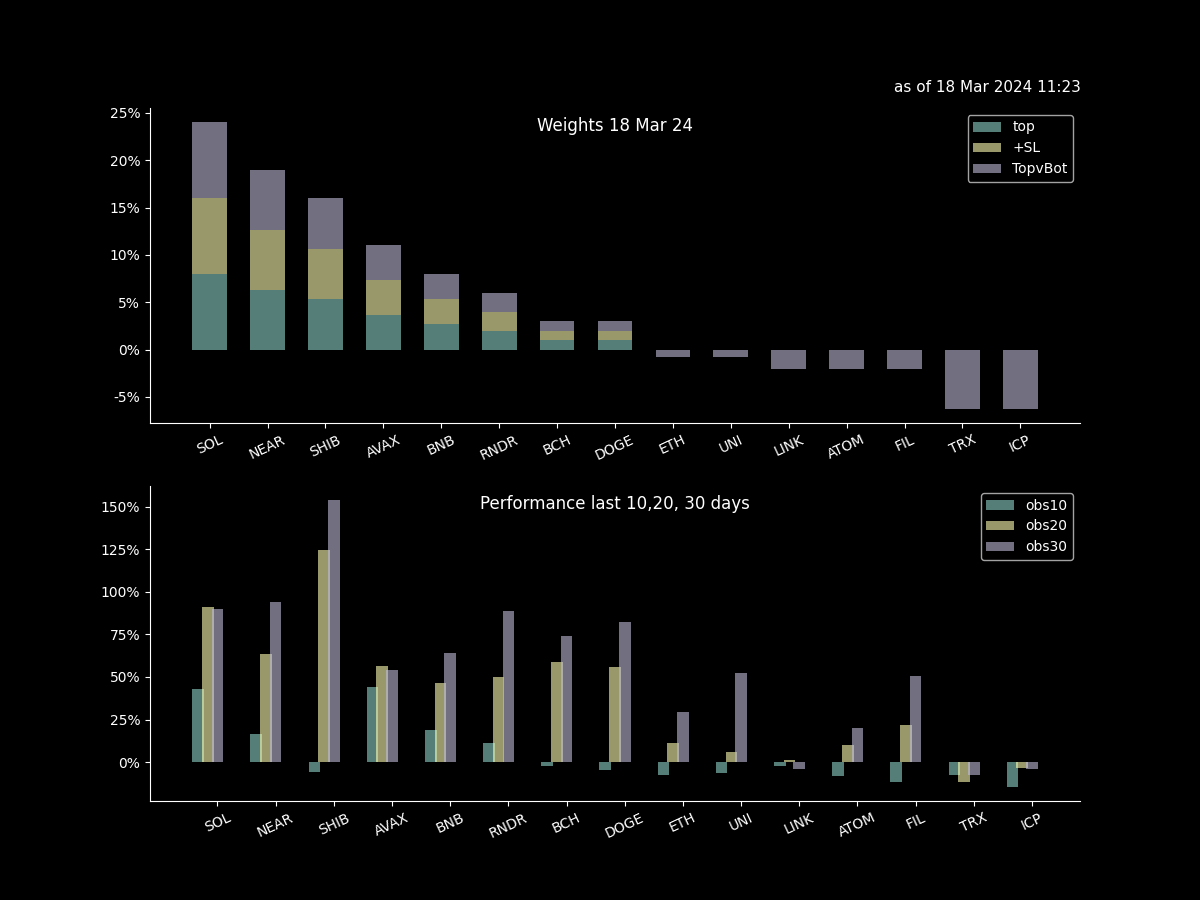 as of 18 Mar 2024 11:23
Weights 18 Mar 24
25%
20%
15%
10%
5%
0%
-5%
top
+SL
TopvBot
SOL NEAR SHIB AVAX BNB RNDR BCH DOGE ETH UNI LINK ATOM FIL TRX ICP
Performance last 10,20, 30 days
150%
125%
100%
75%
50%
25%
0%
obs10
obs20
obs30
SOL NEAR SHIB AVAX BNB RNDR BCH DOGE ETH UNI LINK ATOM FIL TRX ICP